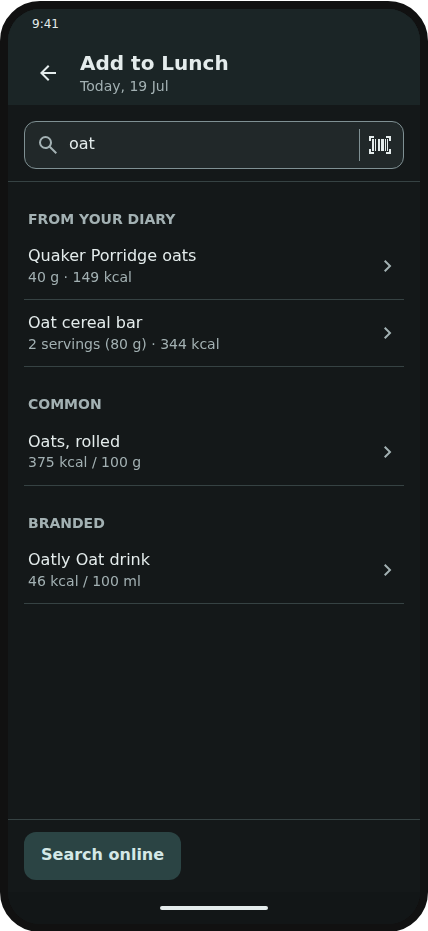 9:41
Add to Lunch
Today, 19 Jul
oat
FROM YOUR DIARY
Quaker Porridge oats
40 g · 149 kcal
Oat cereal bar
2 servings (80 g) · 344 kcal
COMMON
Oats, rolled
375 kcal / 100 g
BRANDED
Oatly Oat drink
46 kcal / 100 ml
Search online